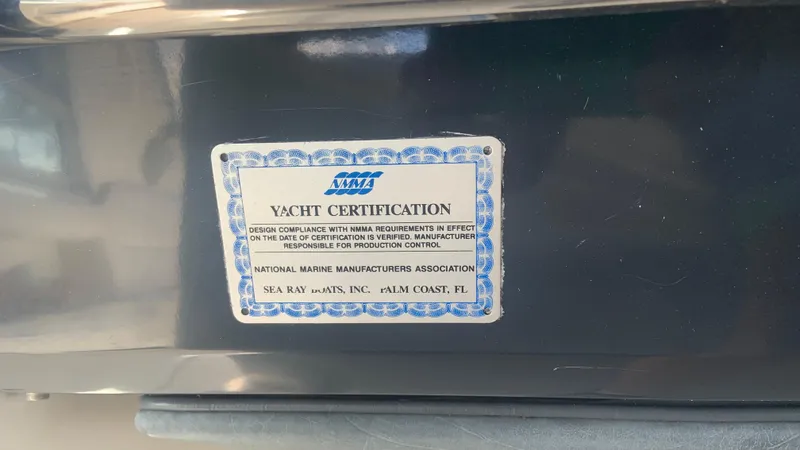 NMMA
YACHT CERTIFICATION
DESIGN COMPLIANCE WITH NMMA REQUIREMENTS IN EFFECT
ON THE DATE OF CERTIFICATION IS VERIFIED. MANUFACTURER
RESPONSIBLE FOR PRODUCTION CONTROL
NATIONAL MARINE MANUFACTURERS ASSOCIATION
SEA RAY BOATS, INC. PALM COAST, FL